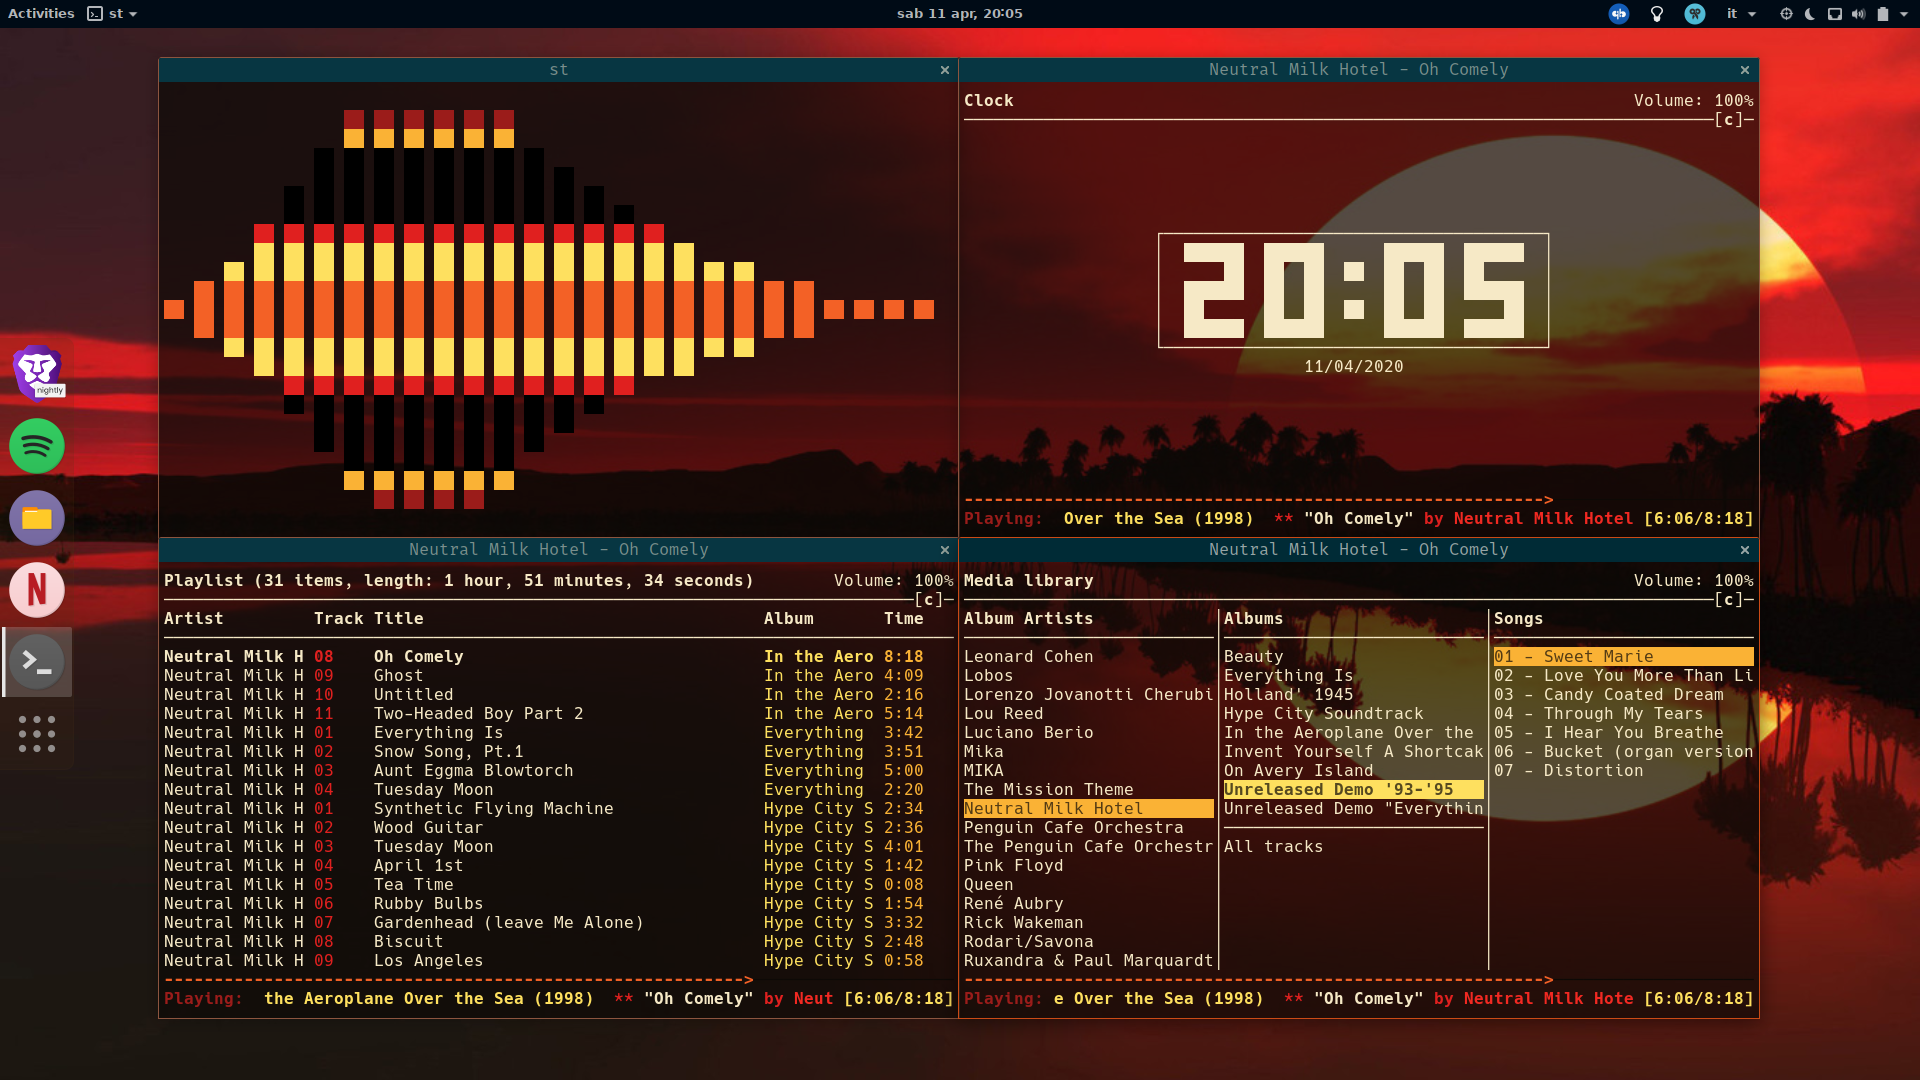 Activities st sab 11 apr, 20:05 it
st ×
Neutral Milk Hotel - Oh Comely ×
Clock Volume: 100%
[c]
20:05
11/04/2020
----------------------------------------------------------->
Playing: Over the Sea (1998) ** "Oh Comely" by Neutral Milk Hotel [6:06/8:18]
Neutral Milk Hotel - Oh Comely ×
Playlist (31 items, length: 1 hour, 51 minutes, 34 seconds) Volume: 100%
[c]
Artist Track Title Album Time
Neutral Milk H 08 Oh Comely In the Aero 8:18
Neutral Milk H 09 Ghost In the Aero 4:09
Neutral Milk H 10 Untitled In the Aero 2:16
Neutral Milk H 11 Two-Headed Boy Part 2 In the Aero 5:14
Neutral Milk H 01 Everything Is Everything 3:42
Neutral Milk H 02 Snow Song, Pt.1 Everything 3:51
Neutral Milk H 03 Aunt Eggma Blowtorch Everything 5:00
Neutral Milk H 04 Tuesday Moon Everything 2:20
Neutral Milk H 01 Synthetic Flying Machine Hype City S 2:34
Neutral Milk H 02 Wood Guitar Hype City S 2:36
Neutral Milk H 03 Tuesday Moon Hype City S 4:01
Neutral Milk H 04 April 1st Hype City S 1:42
Neutral Milk H 05 Tea Time Hype City S 0:08
Neutral Milk H 06 Rubby Bulbs Hype City S 1:54
Neutral Milk H 07 Gardenhead (leave Me Alone) Hype City S 3:32
Neutral Milk H 08 Biscuit Hype City S 2:48
Neutral Milk H 09 Los Angeles Hype City S 0:58
----------------------------------------------------------->
Playing: the Aeroplane Over the Sea (1998) ** "Oh Comely" by Neut [6:06/8:18]
Neutral Milk Hotel - Oh Comely ×
Media library Volume: 100%
[c]
Album Artists
Leonard Cohen
Lobos
Lorenzo Jovanotti Cherubi
Lou Reed
Luciano Berio
Mika
MIKA
The Mission Theme
Neutral Milk Hotel
Penguin Cafe Orchestra
The Penguin Cafe Orchestr
Pink Floyd
Queen
René Aubry
Rick Wakeman
Rodari/Savona
Ruxandra & Paul Marquardt
Albums
Beauty
Everything Is
Holland' 1945
Hype City Soundtrack
In the Aeroplane Over the
Invent Yourself A Shortcak
On Avery Island
Unreleased Demo '93-'95
Unreleased Demo "Everythin
All tracks
Songs
01 - Sweet Marie
02 - Love You More Than Li
03 - Candy Coated Dream
04 - Through My Tears
05 - I Hear You Breathe
06 - Bucket (organ version
07 - Distortion
----------------------------------------------------------->
Playing: e Over the Sea (1998) ** "Oh Comely" by Neutral Milk Hote [6:06/8:18]
nightly
N